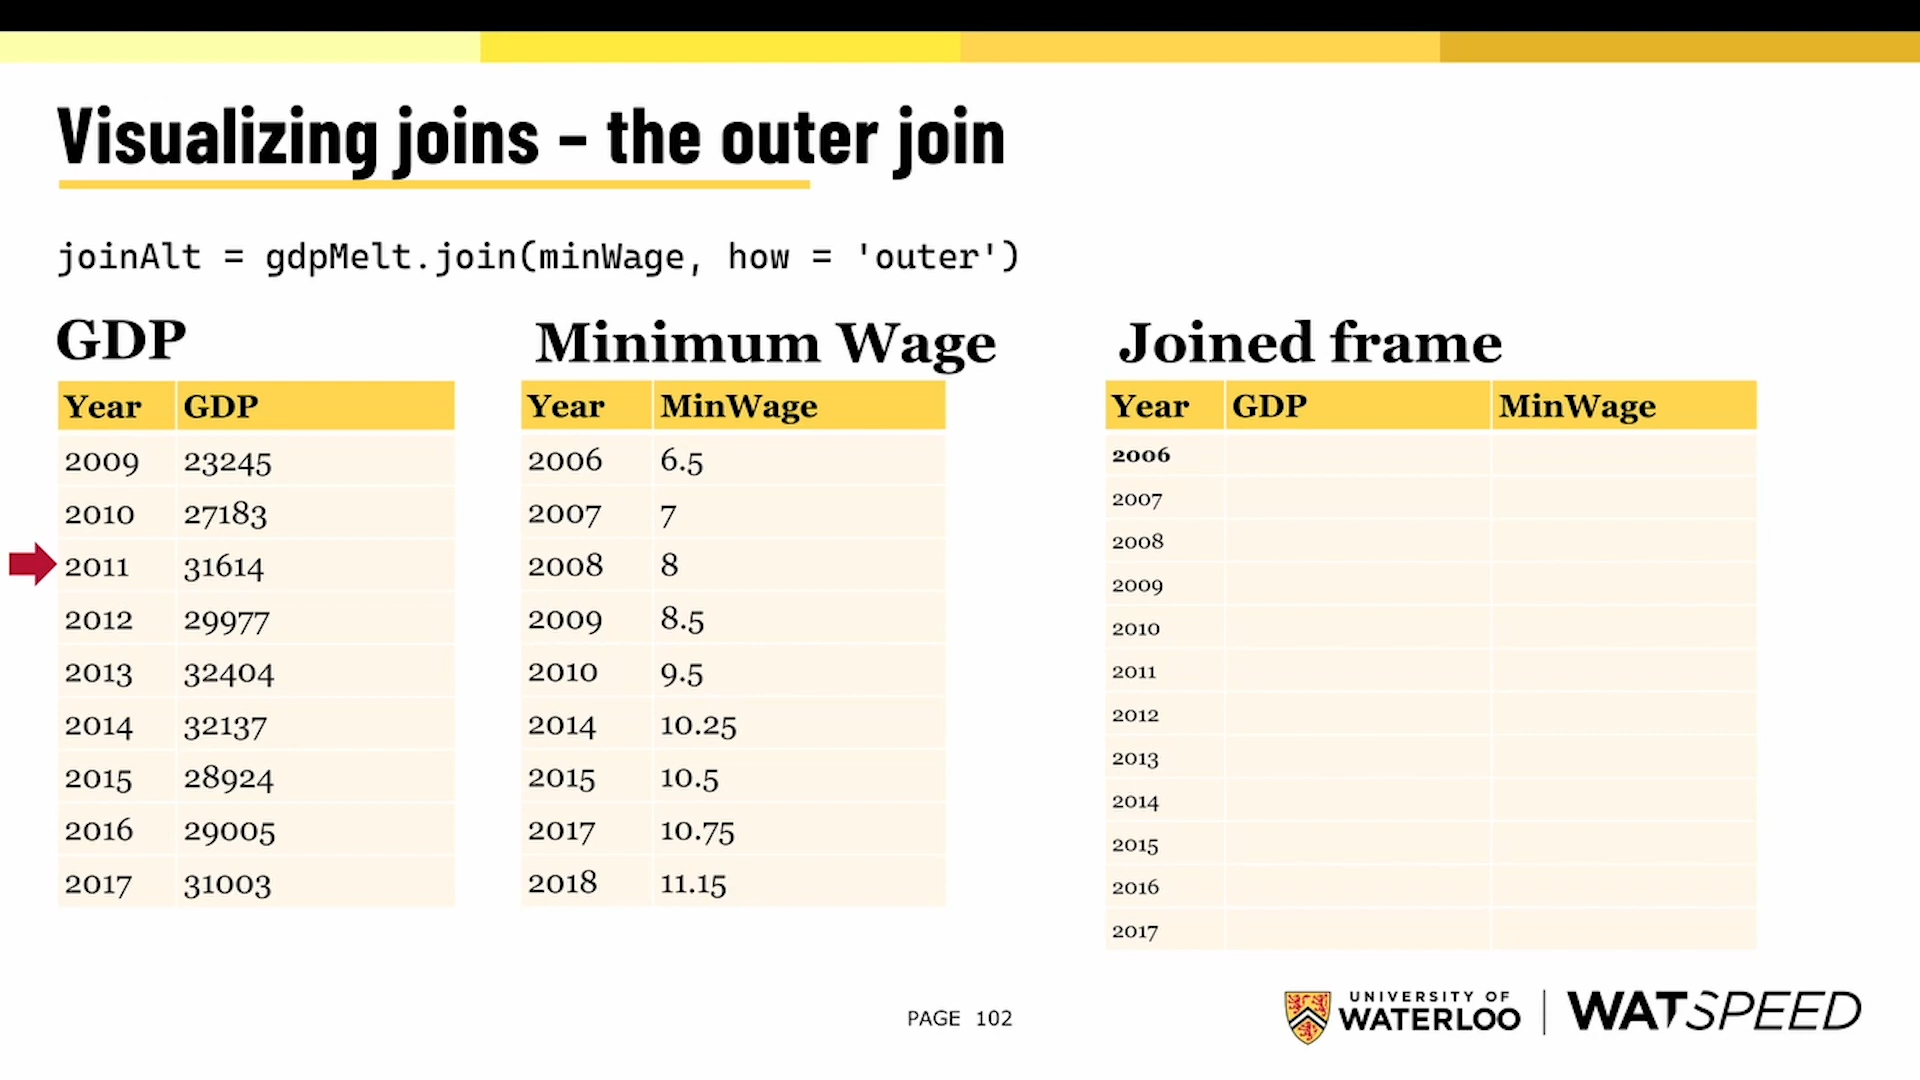 Visualizing joins – the outer join
joinAlt = gdpMelt.join(minWage, how = 'outer')
GDP
Year GDP
2009 23245
2010 27183
2011 31614
2012 29977
2013 32404
2014 32137
2015 28924
2016 29005
2017 31003
Minimum Wage
Year MinWage
2006 6.5
2007 7
2008 8
2009 8.5
2010 9.5
2014 10.25
2015 10.5
2017 10.75
2018 11.15
Joined frame
Year GDP MinWage
2006
2007
2008
2009
2010
2011
2012
2013
2014
2015
2016
2017
PAGE 102
UNIVERSITY OF
WATERLOO
WATSPEED